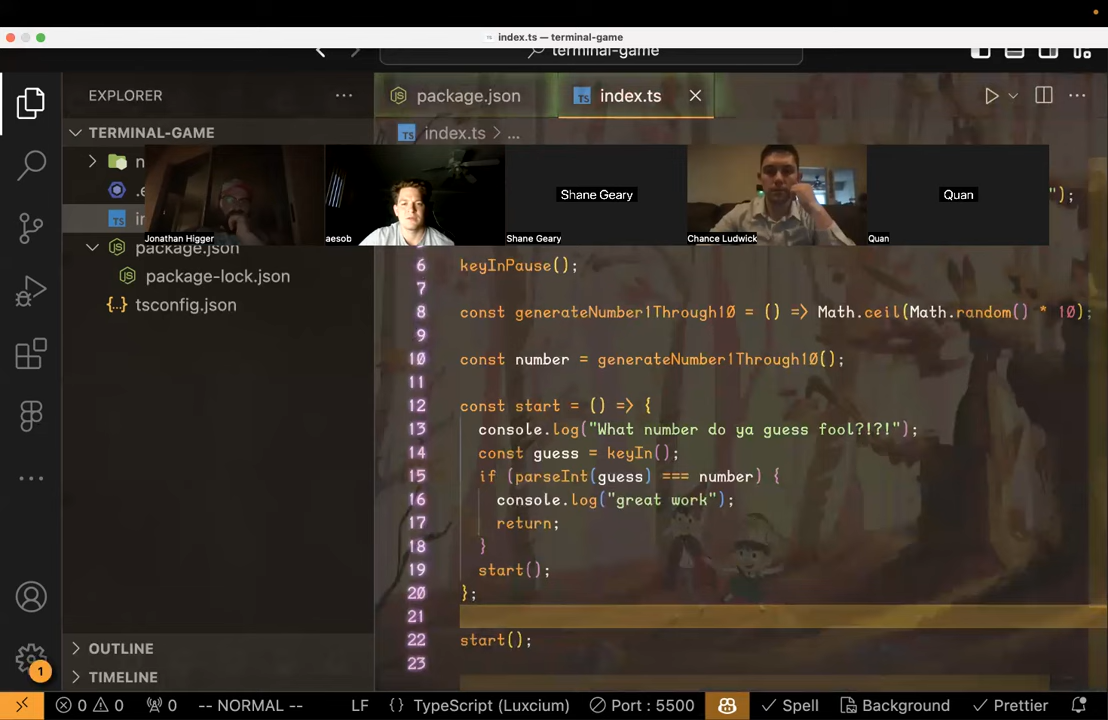 index.ts — terminal-game
terminal-game
EXPLORER
package.json
index.ts
TERMINAL-GAME
index.ts > ...
n
.e
in
");
Shane Geary
Quan
Jonathan Higger
aesob
Shane Geary
Chance Ludwick
Quan
package.json
package-lock.json
tsconfig.json
6 keyInPause();
7
8 const generateNumber1Through10 = () => Math.ceil(Math.random() * 10);
9
10 const number = generateNumber1Through10();
11
12 const start = () => {
13 console.log("What number do ya guess fool?!?!");
14 const guess = keyIn();
15 if (parseInt(guess) === number) {
16 console.log("great work");
17 return;
18 }
19 start();
20 };
21
22 start();
23
OUTLINE
TIMELINE
1
0 0 0 -- NORMAL -- LF {} TypeScript (Luxcium) Port : 5500 Spell Background Prettier